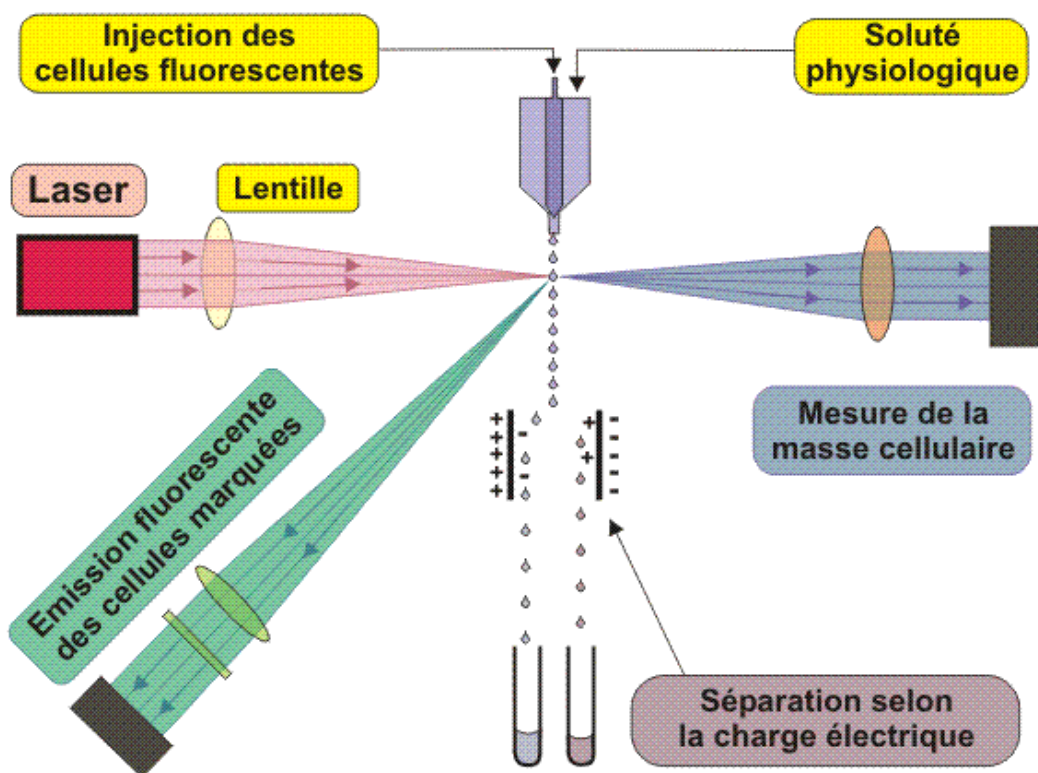 Injection des
cellules fluorescentes
Soluté
physiologique
Laser
Lentille
Mesure de la
masse cellulaire
Emission fluorescente
des cellules marquées
+ + + + +
- -
+ +
- - - - -
Séparation selon
la charge électrique